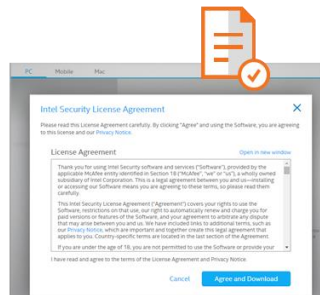 PC Mobile Mac
Intel Security License Agreement
Please read this License Agreement carefully. By clicking "Agree" and using the Software, you are agreeing
to this license and our Privacy Notice.
License Agreement Open in new window
Thank you for using Intel Security software and services ("Software"), provided by the
applicable McAfee entity identified in Section 18 ("McAfee", "we" or "us"), a wholly owned
subsidiary of Intel Corporation. This is a legal agreement between you and us—installing
or accessing our Software means you are agreeing to these terms, so please read them
carefully.
This Intel Security License Agreement ("Agreement") covers your rights to use the
Software, restrictions on that use, our right to automatically renew and charge you for
paid versions or features of the Software, and your agreement to arbitrate any dispute
that may arise between you and us. We have included links to additional terms, such as
our Privacy Notice, which are important and together create this legal agreement that
applies to you. Country-specific terms are located in the last section of the Agreement.
If you are under the age of 18, you are not permitted to use the Software or provide your
I have read and agree to the terms of the License Agreement and Privacy Notice.
Cancel Agree and Download